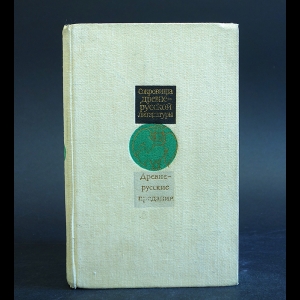 Сокровища
древне-
русской
литературы
Древне-
русские
предания